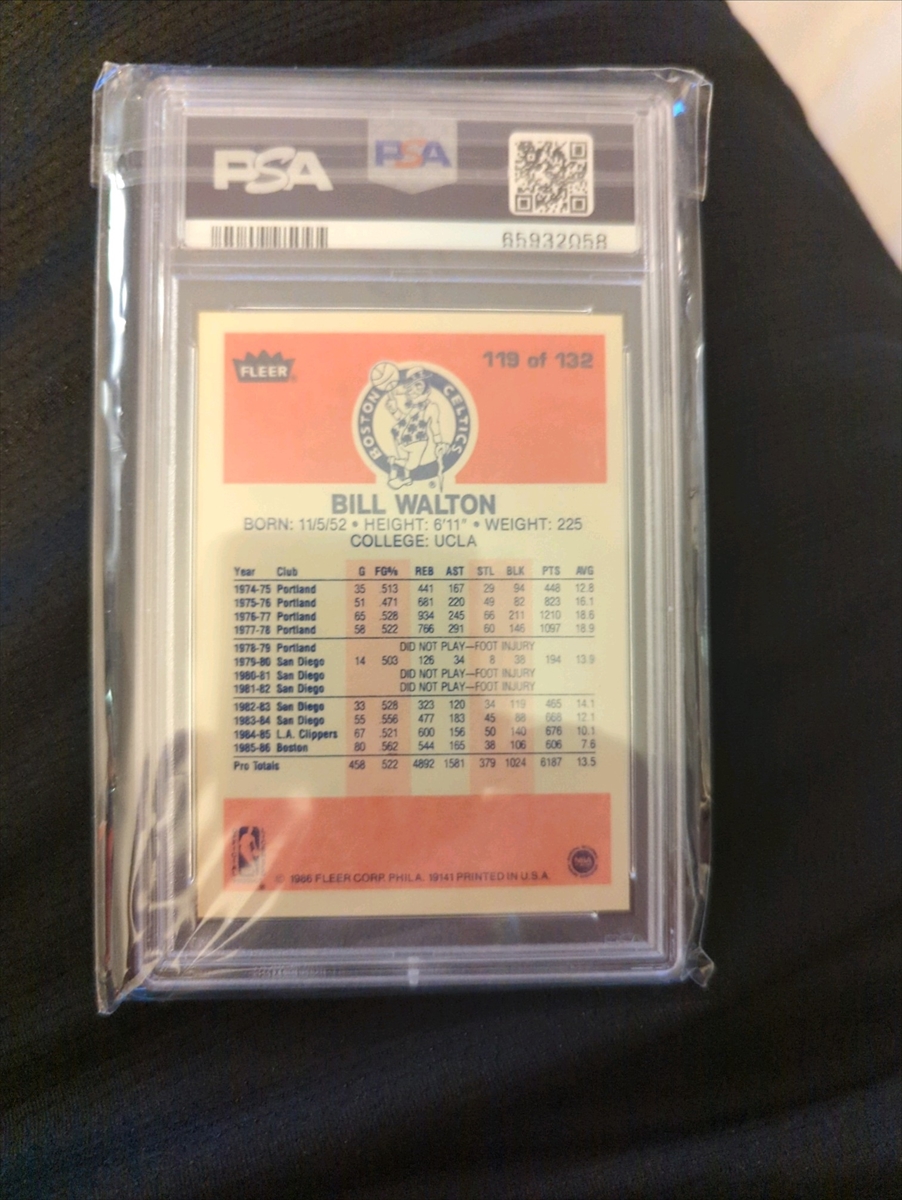 PSA PSA
65932058
FLEER 119 of 132
BOSTON CELTICS
BILL WALTON
BORN: 11/5/52 • HEIGHT: 6'11" • WEIGHT: 225
COLLEGE: UCLA
Year Club G FG% REB AST STL BLK PTS AVG
1974-75 Portland 35 .513 441 167 29 94 448 12.8
1975-76 Portland 51 .471 681 220 49 82 823 16.1
1976-77 Portland 65 .528 934 245 66 211 1210 18.6
1977-78 Portland 58 .522 766 291 60 146 1097 18.9
1978-79 Portland DID NOT PLAY—FOOT INJURY
1979-80 San Diego 14 .503 126 34 8 38 194 13.9
1980-81 San Diego DID NOT PLAY—FOOT INJURY
1981-82 San Diego DID NOT PLAY—FOOT INJURY
1982-83 San Diego 33 .528 323 120 34 119 465 14.1
1983-84 San Diego 55 .556 477 183 45 88 668 12.1
1984-85 L.A. Clippers 67 .521 600 156 50 140 676 10.1
1985-86 Boston 80 .562 544 165 38 106 606 7.6
Pro Totals 458 .522 4892 1581 379 1024 6187 13.5
© 1986 FLEER CORP. PHILA. 19141 PRINTED IN U.S.A.